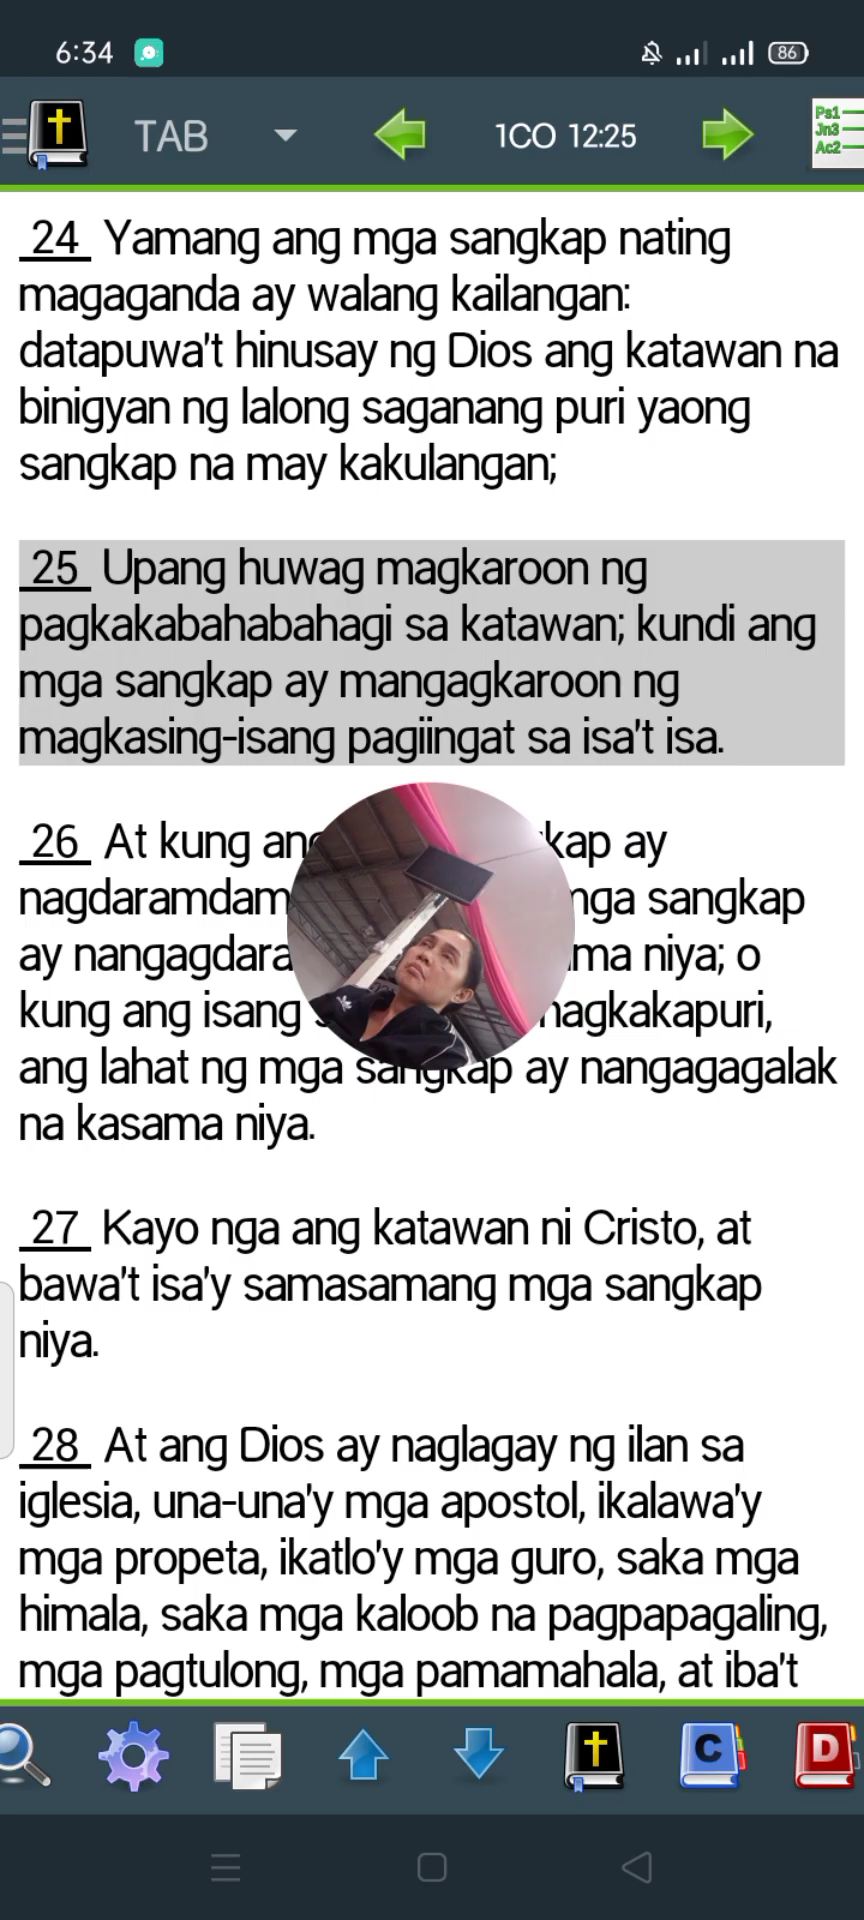 6:34
86
TAB
1CO 12:25
Ps1
Jn3
Ac2
24 Yamang ang mga sangkap nating
magaganda ay walang kailangan:
datapuwa't hinusay ng Dios ang katawan na
binigyan ng lalong saganang puri yaong
sangkap na may kakulangan;
25 Upang huwag magkaroon ng
pagkakabahabahagi sa katawan; kundi ang
mga sangkap ay mangagkaroon ng
magkasing-isang pagiingat sa isa't isa.
26 At kung ay
nagdaramdam sangkap
ay niya; o
kung ang isang
ang lahat ng mga sangkap ay nangagagalak
na kasama niya.
27 Kayo nga ang katawan ni Cristo, at
bawa't isa'y samasamang mga sangkap
niya.
28 At ang Dios ay naglagay ng ilan sa
iglesia, una-una'y mga apostol, ikalawa'y
mga propeta, ikatlo'y mga guro, saka mga
himala, saka mga kaloob na pagpapagaling,
mga pagtulong, mga pamamahala, at iba't
C
D